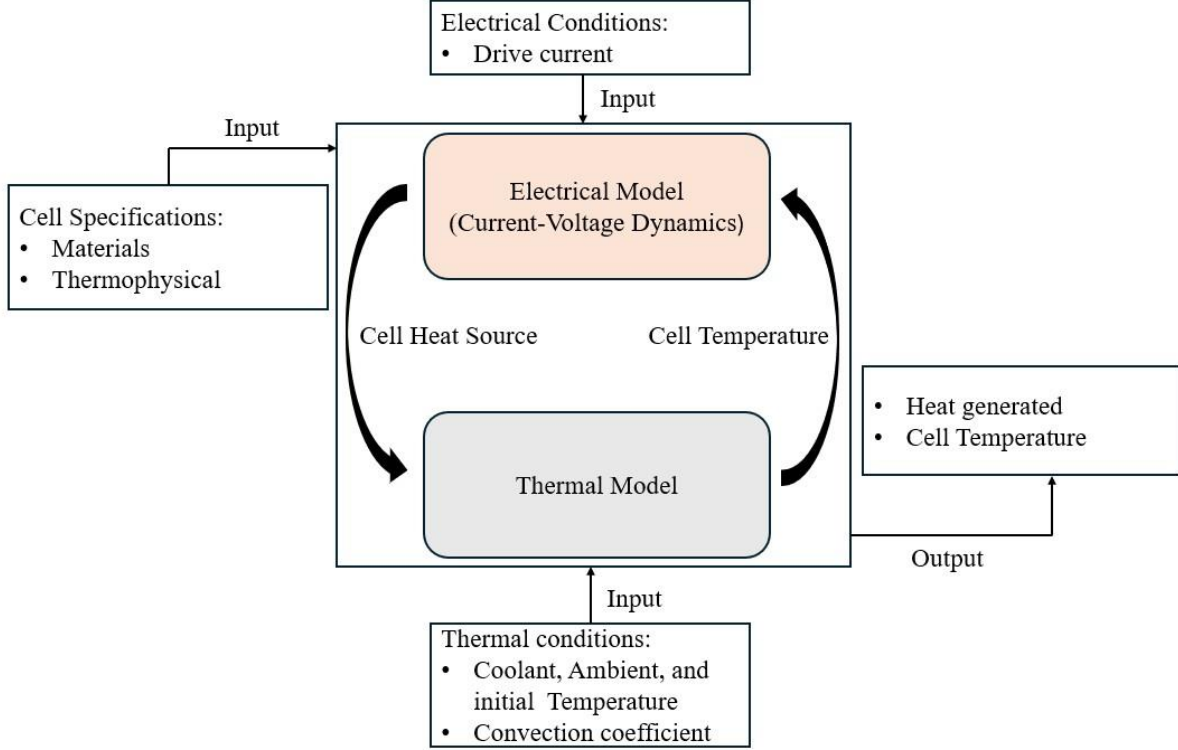 Electrical Conditions:
• Drive current
Input
Input
Cell Specifications:
• Materials
• Thermophysical
Electrical Model
(Current-Voltage Dynamics)
Cell Heat Source
Cell Temperature
• Heat generated
• Cell Temperature
Thermal Model
Output
Input
Thermal conditions:
• Coolant, Ambient, and
initial Temperature
• Convection coefficient